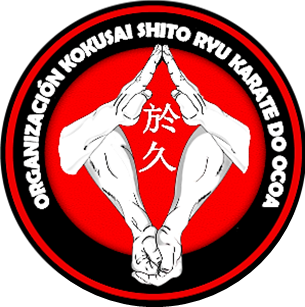 ORGANIZACIÓN KOKUSAI SHITO RYU KARATE DO OCOA
於
久